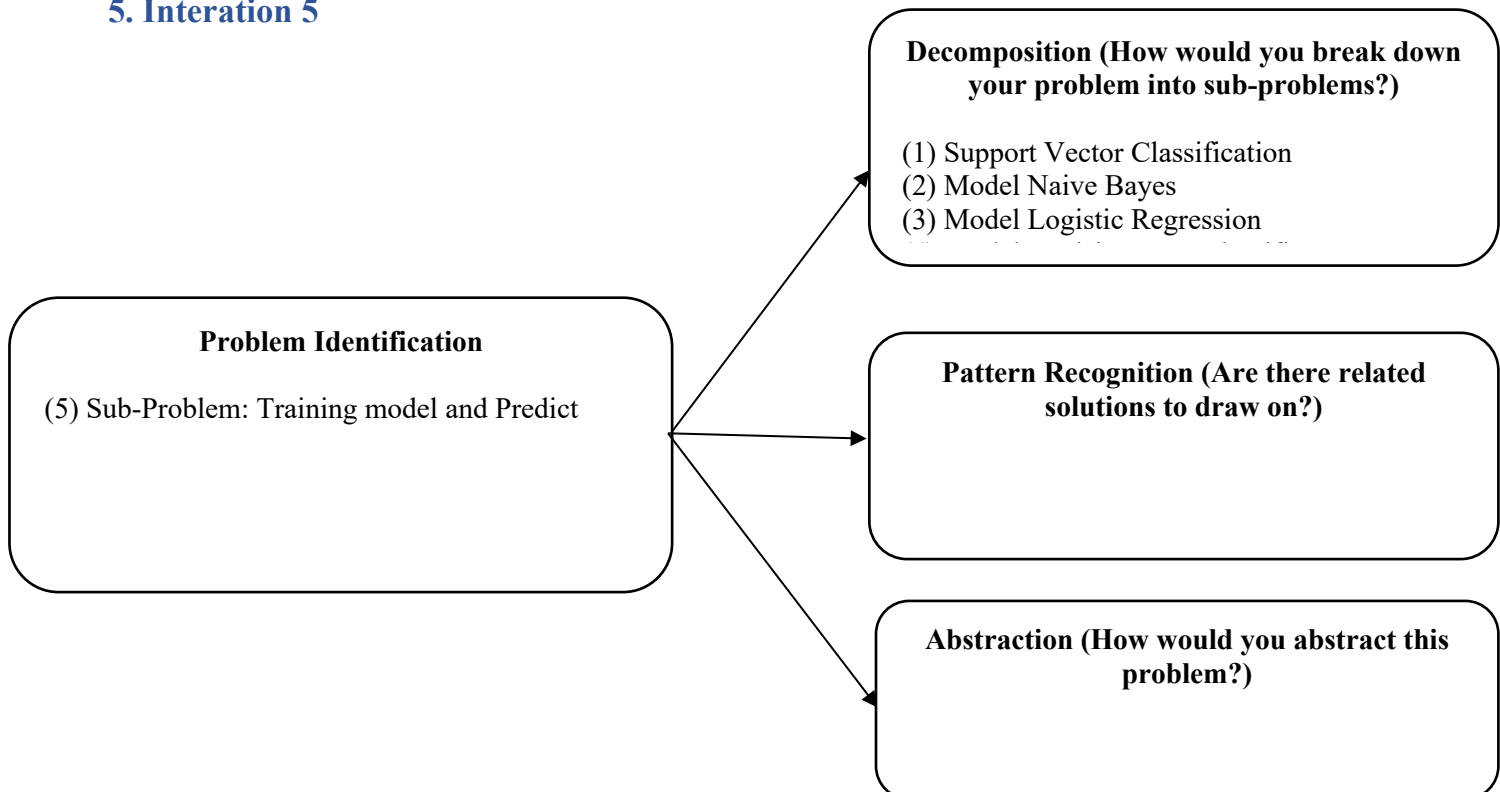 5. Interation 5
Decomposition (How would you break down
your problem into sub-problems?)
(1) Support Vector Classification
(2) Model Naive Bayes
(3) Model Logistic Regression
Problem Identification
(5) Sub-Problem: Training model and Predict
Pattern Recognition (Are there related
solutions to draw on?)
Abstraction (How would you abstract this
problem?)